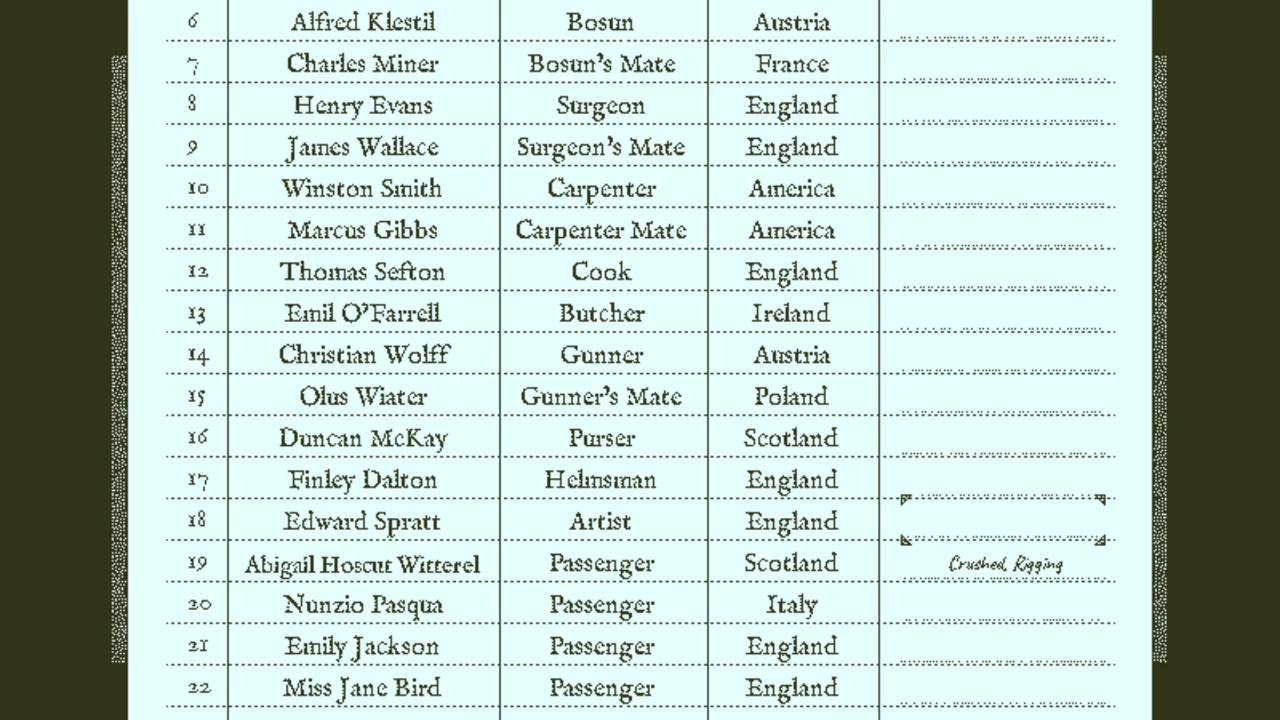 6 Alfred Klestil Bosun Austria
7 Charles Miner Bosun's Mate France
8 Henry Evans Surgeon England
9 James Wallace Surgeon's Mate England
10 Winston Smith Carpenter America
11 Marcus Gibbs Carpenter Mate America
12 Thomas Sefton Cook England
13 Emil O'Farrell Butcher Ireland
14 Christian Wolff Gunner Austria
15 Olus Wiater Gunner's Mate Poland
16 Duncan McKay Purser Scotland
17 Finley Dalton Helmsman England
18 Edward Spratt Artist England
19 Abigail Hoscut Witterel Passenger Scotland Crushed, Rigging
20 Nunzio Pasqua Passenger Italy
21 Emily Jackson Passenger England
22 Miss Jane Bird Passenger England